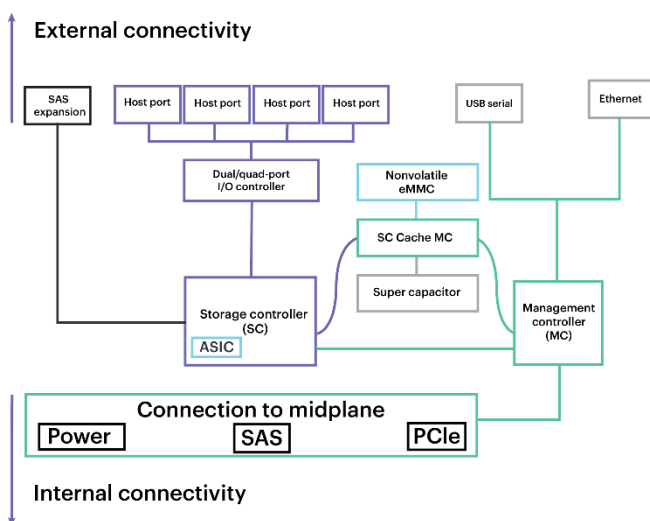 External connectivity
SAS
expansion
Host port
Host port
Host port
Host port
USB serial
Ethernet
Dual/quad-port
I/O controller
Nonvolatile
eMMC
SC Cache MC
Super capacitor
Storage controller
(SC)
ASIC
Management
controller
(MC)
Connection to midplane
Power
SAS
PCIe
Internal connectivity